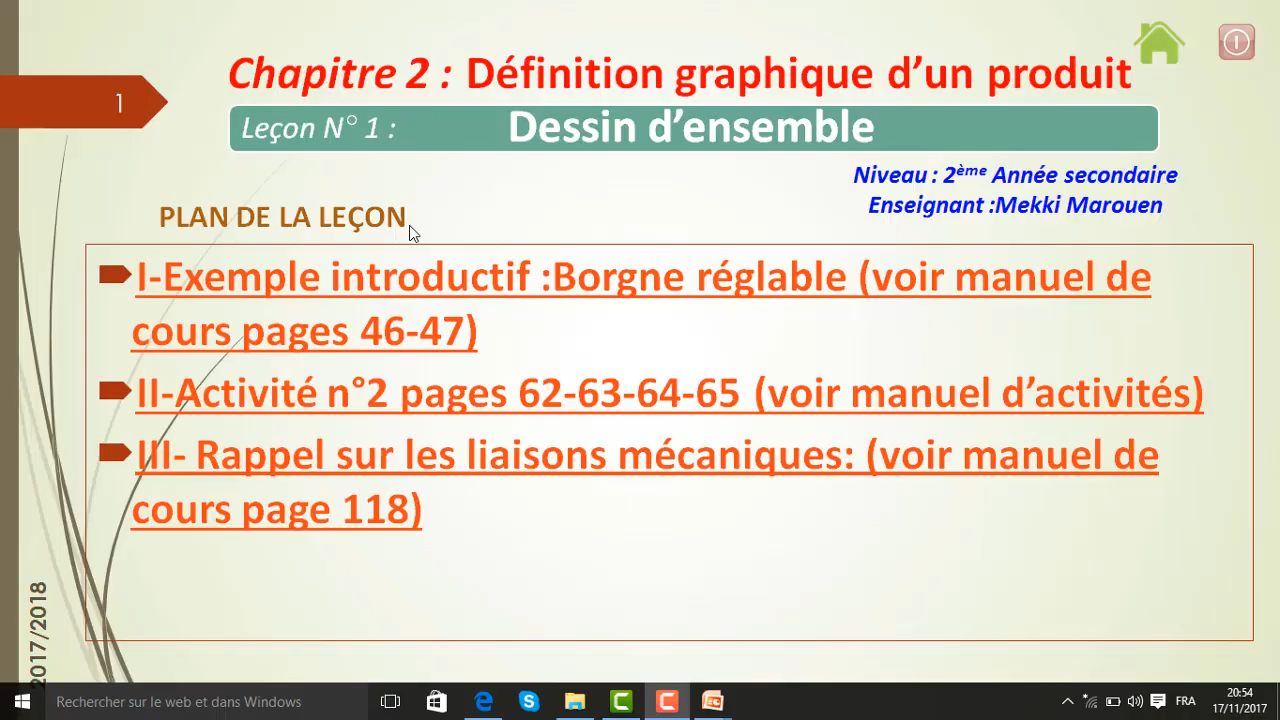 Chapitre 2 : Définition graphique d’un produit
1
Leçon N° 1 : Dessin d’ensemble
Niveau : 2ème Année secondaire
Enseignant :Mekki Marouen
PLAN DE LA LEÇON
I-Exemple introductif :Borgne réglable (voir manuel de
cours pages 46-47)
II-Activité n°2 pages 62-63-64-65 (voir manuel d’activités)
III- Rappel sur les liaisons mécaniques: (voir manuel de
cours page 118)
2017/2018
Rechercher sur le web et dans Windows
FRA
20:54
17/11/2017